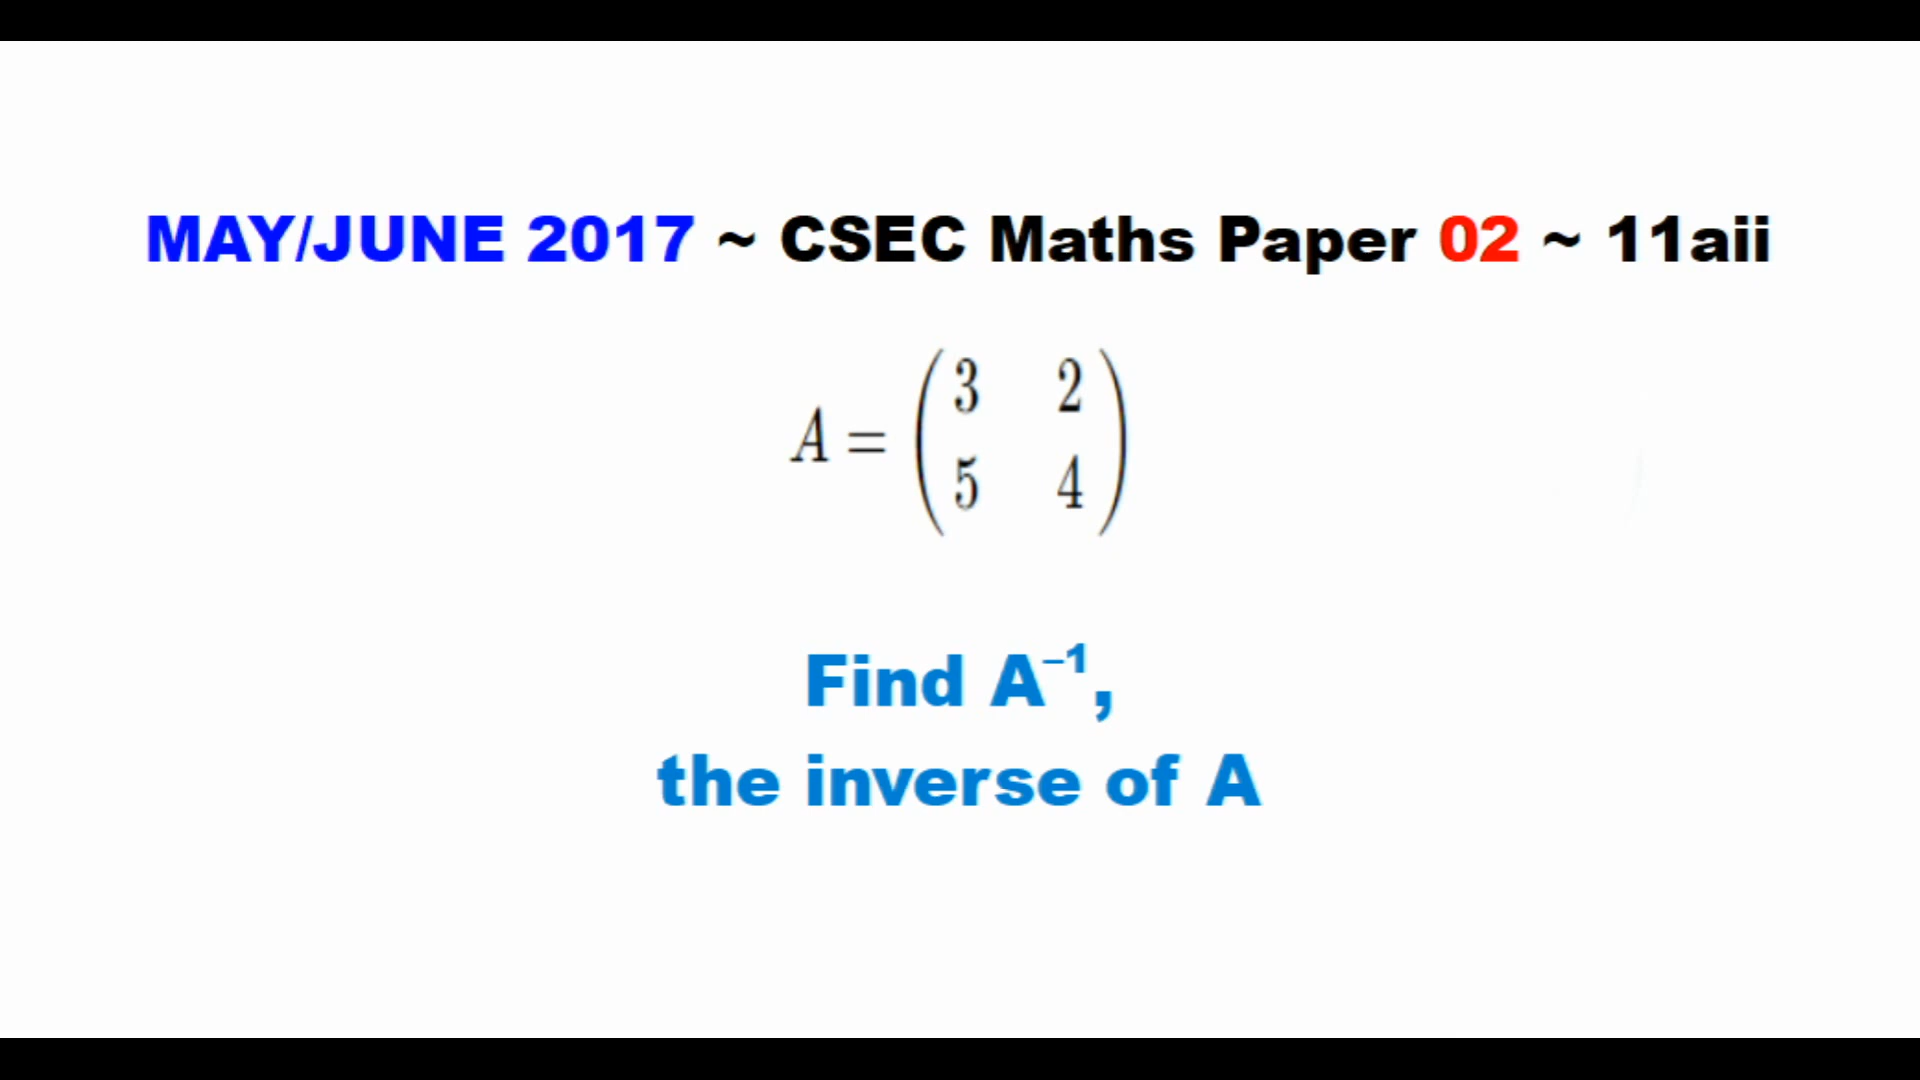 MAY/JUNE 2017 ~ CSEC Maths Paper 02 ~ 11aii
A = ( 3 2
5 4 )
Find A⁻¹,
the inverse of A